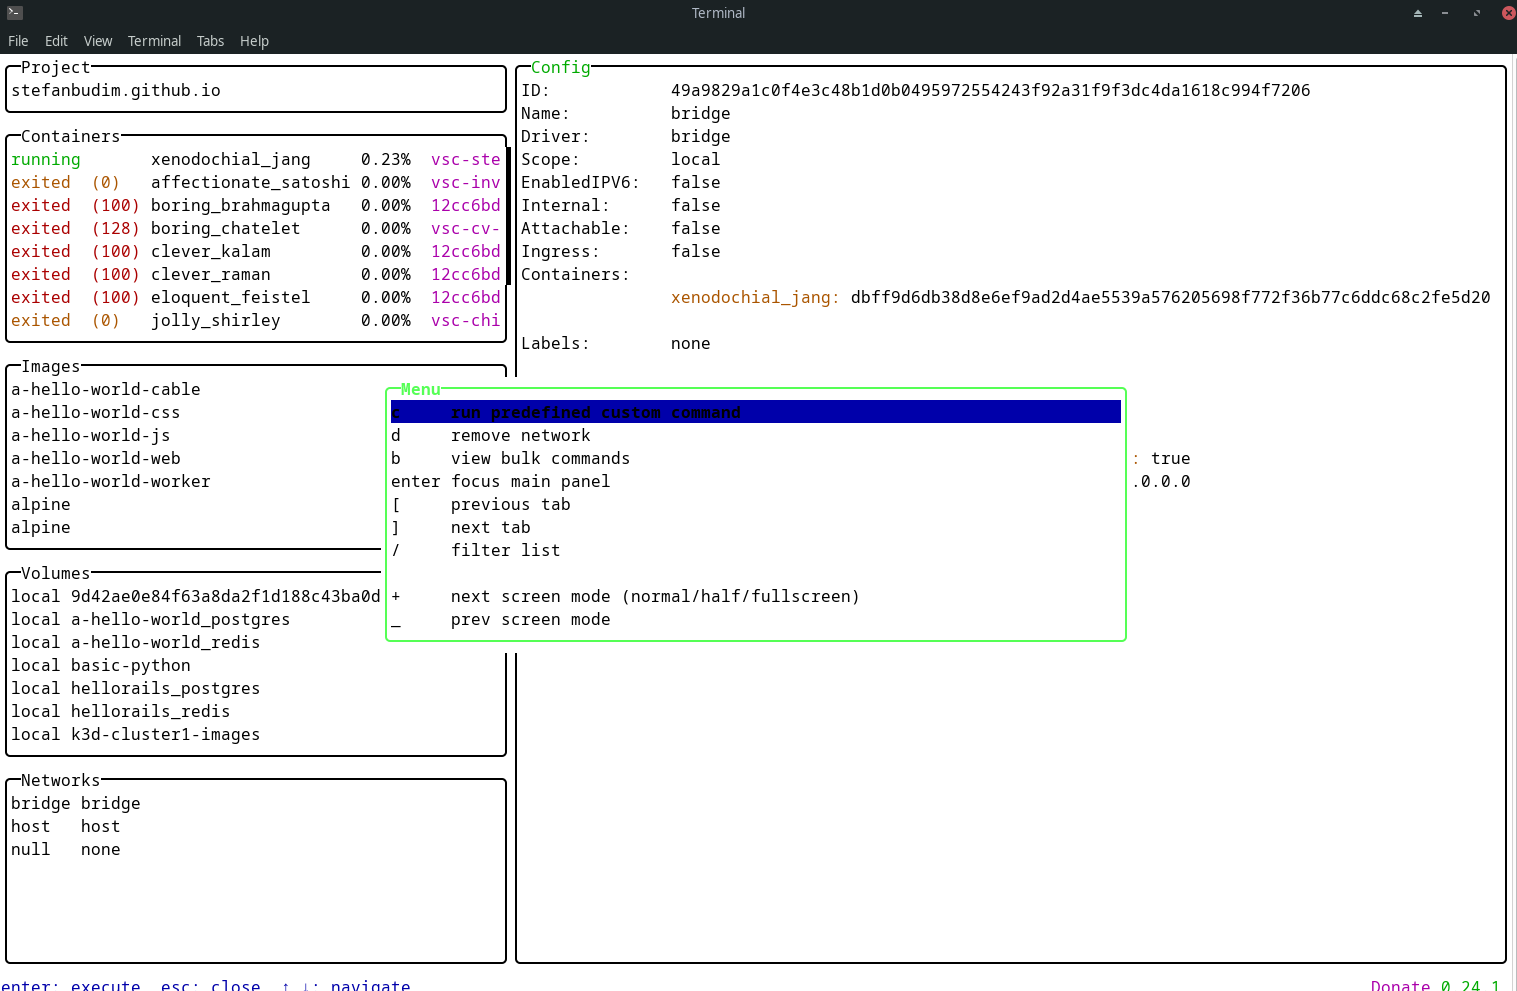 Terminal
File Edit View Terminal Tabs Help
Project
stefanbudim.github.io
Containers
running xenodochial_jang 0.23% vsc-ste
exited (0) affectionate_satoshi 0.00% vsc-inv
exited (100) boring_brahmagupta 0.00% 12cc6bd
exited (128) boring_chatelet 0.00% vsc-cv-
exited (100) clever_kalam 0.00% 12cc6bd
exited (100) clever_raman 0.00% 12cc6bd
exited (100) eloquent_feistel 0.00% 12cc6bd
exited (0) jolly_shirley 0.00% vsc-chi
Images
a-hello-world-cable
a-hello-world-css
a-hello-world-js
a-hello-world-web
a-hello-world-worker
alpine
alpine
Volumes
local 9d42ae0e84f63a8da2f1d188c43ba0d
local a-hello-world_postgres
local a-hello-world_redis
local basic-python
local hellorails_postgres
local hellorails_redis
local k3d-cluster1-images
Networks
bridge bridge
host host
null none
Config
ID: 49a9829a1c0f4e3c48b1d0b0495972554243f92a31f9f3dc4da1618c994f7206
Name: bridge
Driver: bridge
Scope: local
EnabledIPV6: false
Internal: false
Attachable: false
Ingress: false
Containers:
xenodochial_jang: dbff9d6db38d8e6ef9ad2d4ae5539a576205698f772f36b77c6ddc68c2fe5d20
Labels: none
: true
.0.0.0
Menu
c run predefined custom command
d remove network
b view bulk commands
enter focus main panel
[ previous tab
] next tab
/ filter list
+ next screen mode (normal/half/fullscreen)
_ prev screen mode
enter: execute, esc: close, ↑ ↓: navigate
Donate 0.24.1